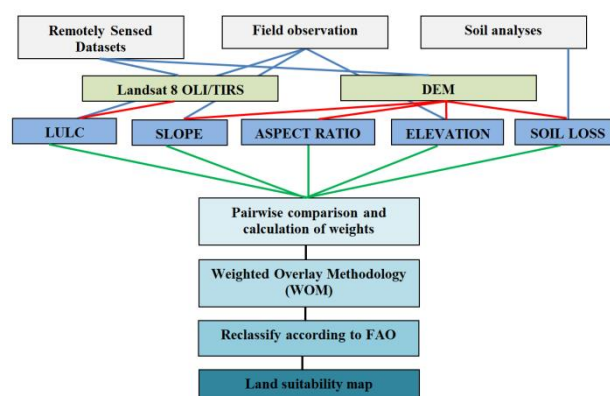 Remotely Sensed
Datasets
Field observation
Soil analyses
Landsat 8 OLI/TIRS
DEM
LULC
SLOPE
ASPECT RATIO
ELEVATION
SOIL LOSS
Pairwise comparison and
calculation of weights
Weighted Overlay Methodology
(WOM)
Reclassify according to FAO
Land suitability map